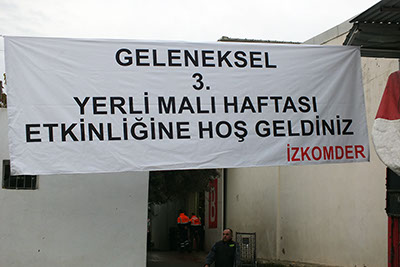 GELENEKSEL
3.
YERLİ MALI HAFTASI
ETKİNLİĞİNE HOŞ GELDİNİZ
İZKOMDER
B